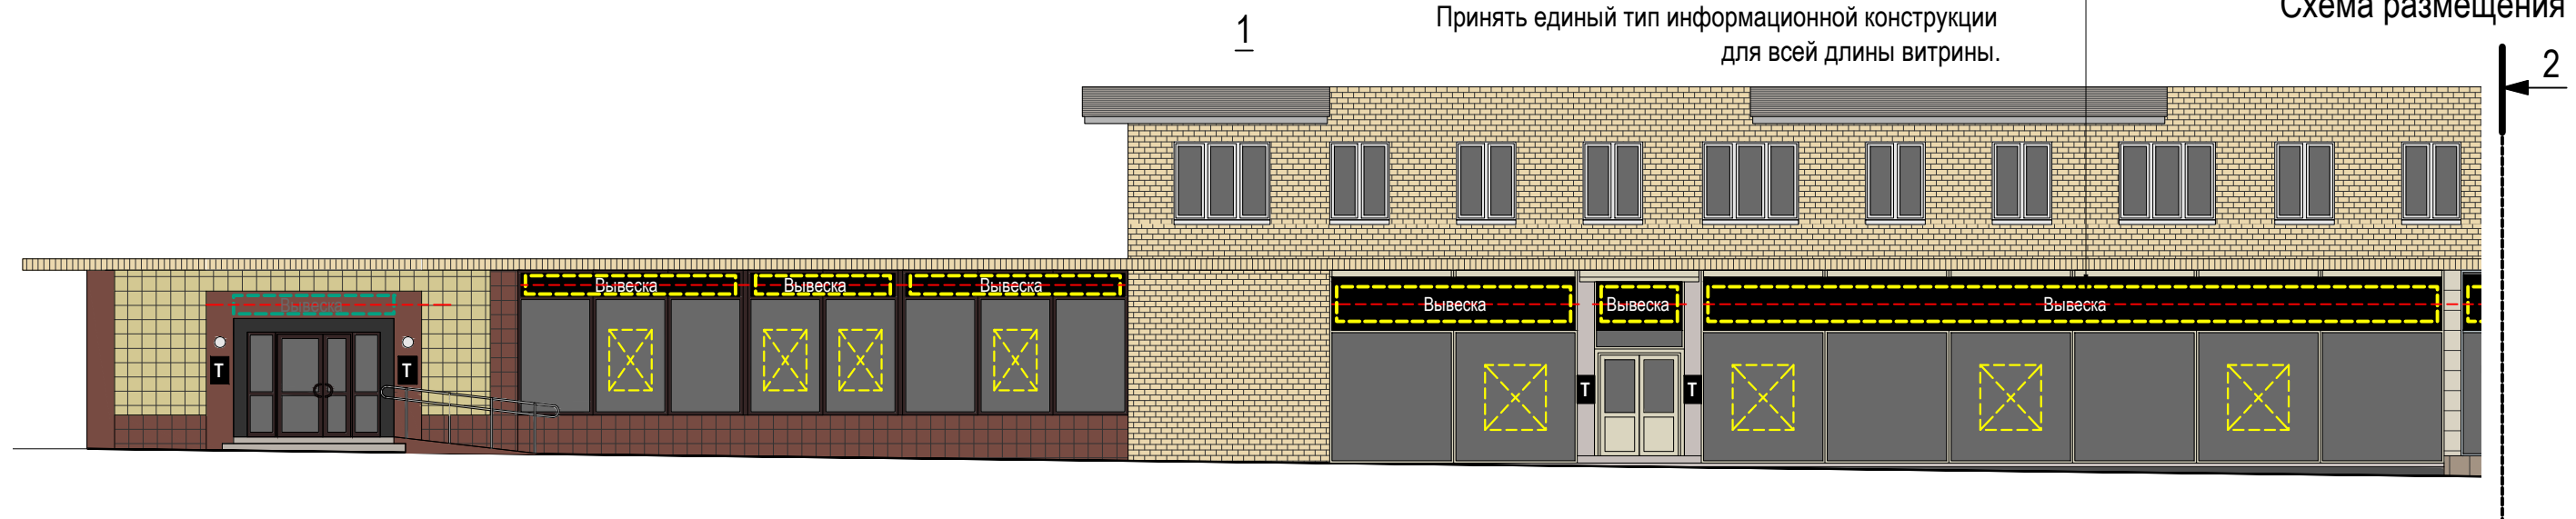 Схема размещения
1
Принять единый тип информационной конструкции
для всей длины витрины.
2
Вывеска
Вывеска
Вывеска
Вывеска
Вывеска
Вывеска
Вывеска
Т
Т
Т
Т